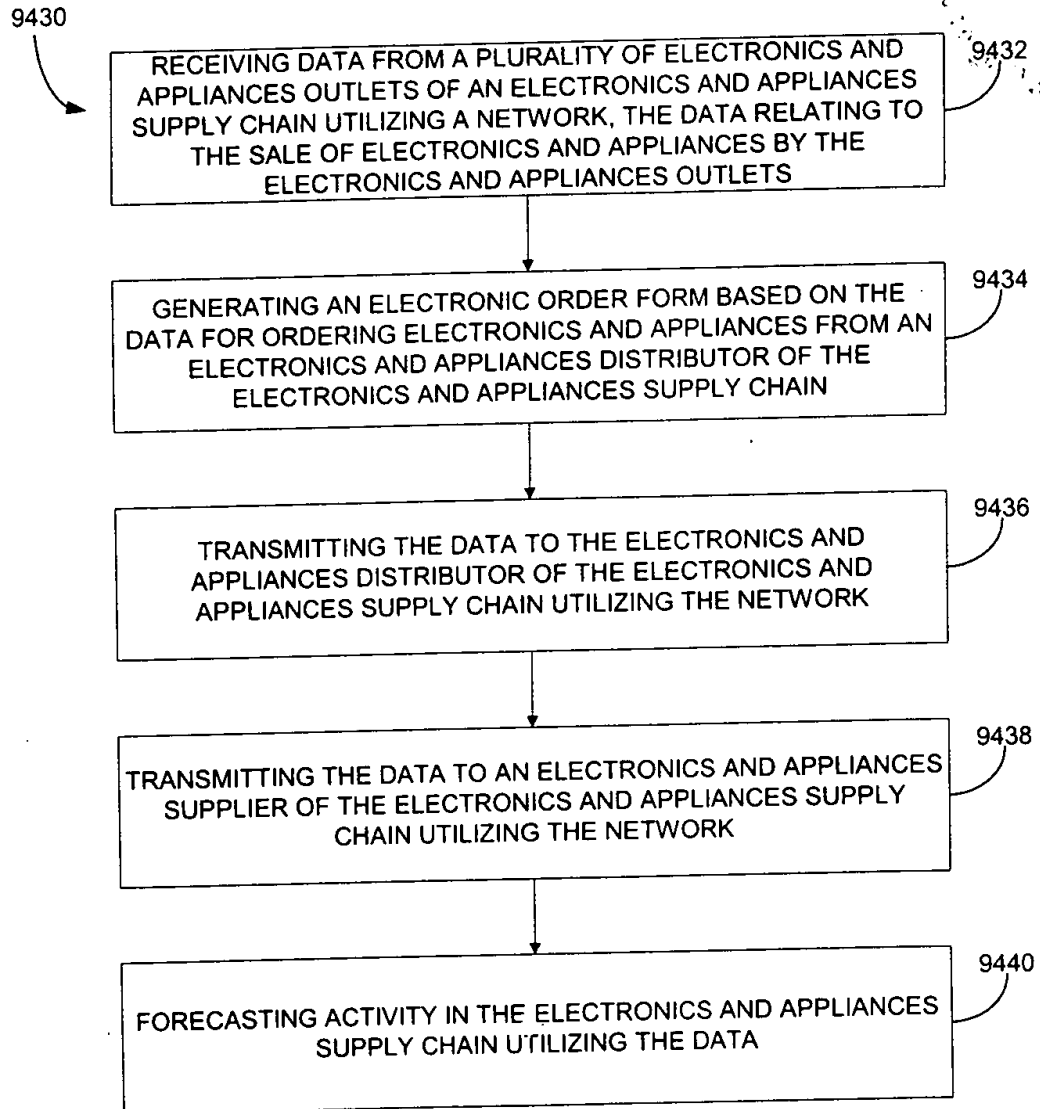 9430
RECEIVING DATA FROM A PLURALITY OF ELECTRONICS AND
APPLIANCES OUTLETS OF AN ELECTRONICS AND APPLIANCES
SUPPLY CHAIN UTILIZING A NETWORK, THE DATA RELATING TO
THE SALE OF ELECTRONICS AND APPLIANCES BY THE
ELECTRONICS AND APPLIANCES OUTLETS
9432
GENERATING AN ELECTRONIC ORDER FORM BASED ON THE
DATA FOR ORDERING ELECTRONICS AND APPLIANCES FROM AN
ELECTRONICS AND APPLIANCES DISTRIBUTOR OF THE
ELECTRONICS AND APPLIANCES SUPPLY CHAIN
9434
TRANSMITTING THE DATA TO THE ELECTRONICS AND
APPLIANCES DISTRIBUTOR OF THE ELECTRONICS AND
APPLIANCES SUPPLY CHAIN UTILIZING THE NETWORK
9436
TRANSMITTING THE DATA TO AN ELECTRONICS AND APPLIANCES
SUPPLIER OF THE ELECTRONICS AND APPLIANCES SUPPLY
CHAIN UTILIZING THE NETWORK
9438
FORECASTING ACTIVITY IN THE ELECTRONICS AND APPLIANCES
SUPPLY CHAIN UTILIZING THE DATA
9440